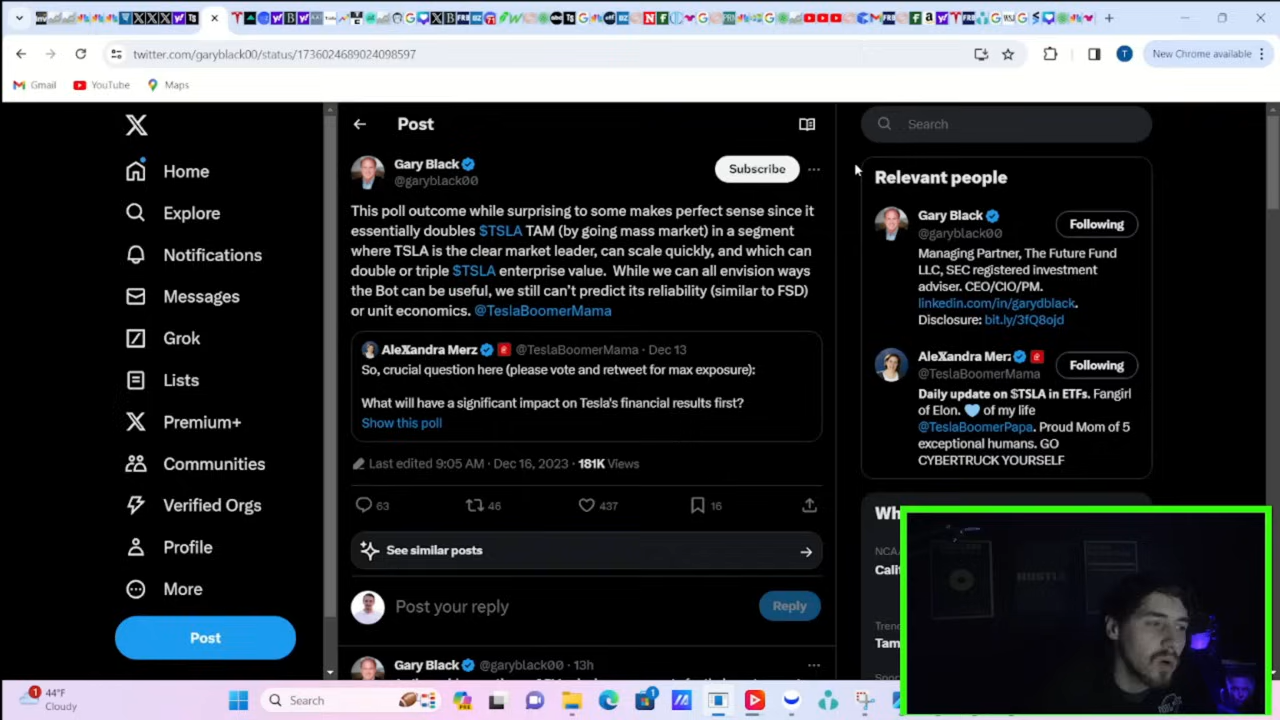 New Chrome available
twitter.com/garyblack00/status/1736024689024098597
Gmail
YouTube
Maps
Home
Explore
Notifications
Messages
Grok
Lists
Premium+
Communities
Verified Orgs
Profile
More
Post
Post
Gary Black
@garyblack00
Subscribe
This poll outcome while surprising to some makes perfect sense since it
essentially doubles $TSLA TAM (by going mass market) in a segment
where TSLA is the clear market leader, can scale quickly, and which can
double or triple $TSLA enterprise value. While we can all envision ways
the Bot can be useful, we still can't predict its reliability (similar to FSD)
or unit economics. @TeslaBoomerMama
AleXandra Merz @TeslaBoomerMama · Dec 13
So, crucial question here (please vote and retweet for max exposure):
What will have a significant impact on Tesla's financial results first?
Show this poll
Last edited 9:05 AM · Dec 16, 2023 · 181K Views
63 46 437 16
See similar posts
Post your reply
Reply
Gary Black @garyblack00 · 13h
Search
Relevant people
Gary Black
@garyblack00
Following
Managing Partner, The Future Fund
LLC, SEC registered investment
adviser. CEO/CIO/PM.
linkedin.com/in/garydblack.
Disclosure: bit.ly/3fQ8ojd
AleXandra Merz
@TeslaBoomerMama
Following
Daily update on $TSLA in ETFs. Fangirl
of Elon. 💙 of my life
@TeslaBoomerPapa. Proud Mom of 5
exceptional humans. GO
CYBERTRUCK YOURSELF
Wh
NCA
Cali
Tren
Tam
HUSTLE
1
44°F
Cloudy
Search